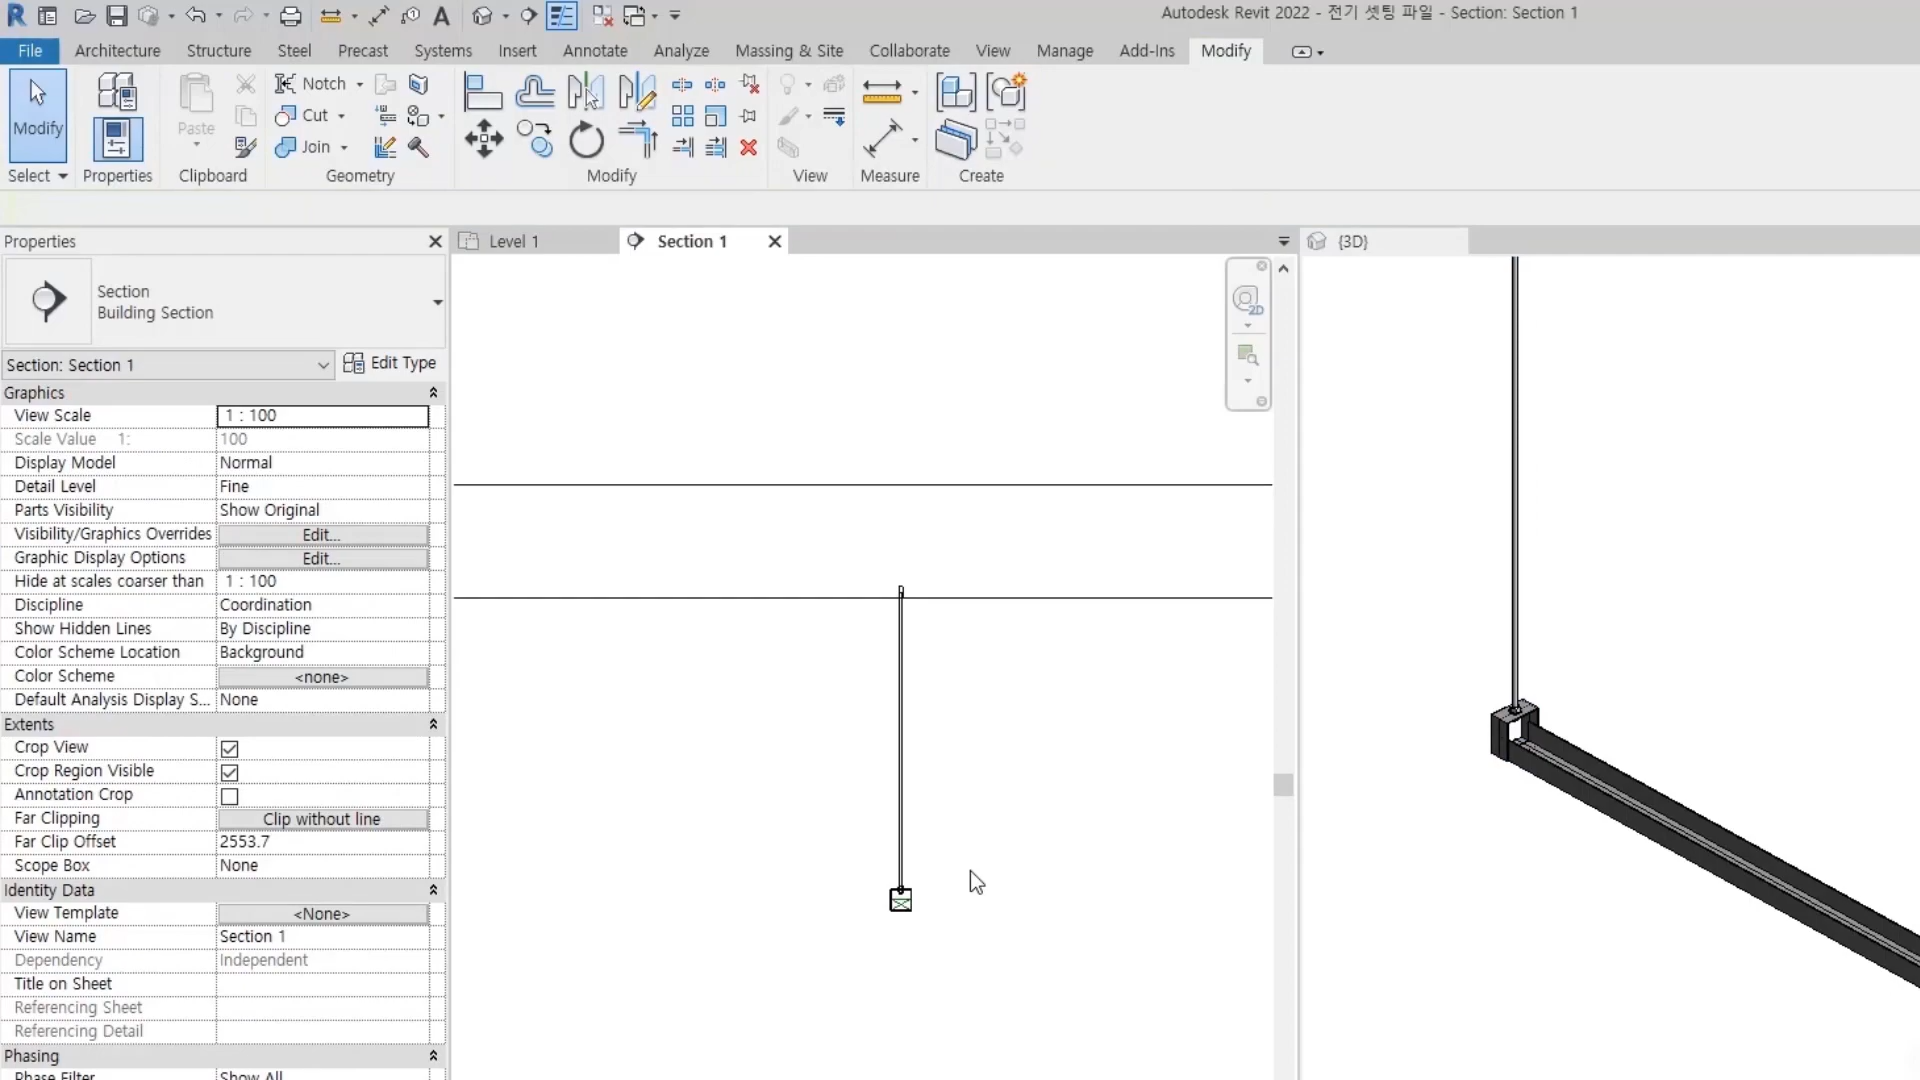 Autodesk Revit 2022 - 전기 셋팅 파일 - Section: Section 1
File Architecture Structure Steel Precast Systems Insert Annotate Analyze Massing & Site Collaborate View Manage Add-Ins Modify
Modify
Paste
Notch
Cut
Join
Select Properties Clipboard Geometry Modify View Measure Create
Properties
Level 1
Section 1
{3D}
Section
Building Section
2D
Section: Section 1
Edit Type
Graphics
View Scale 1 : 100
Scale Value 1: 100
Display Model Normal
Detail Level Fine
Parts Visibility Show Original
Visibility/Graphics Overrides Edit...
Graphic Display Options Edit...
Hide at scales coarser than 1 : 100
Discipline Coordination
Show Hidden Lines By Discipline
Color Scheme Location Background
Color Scheme <none>
Default Analysis Display S... None
Extents
Crop View
Crop Region Visible
Annotation Crop
Far Clipping Clip without line
Far Clip Offset 2553.7
Scope Box None
Identity Data
View Template <None>
View Name Section 1
Dependency Independent
Title on Sheet
Referencing Sheet
Referencing Detail
Phasing
Phase Filter Show All